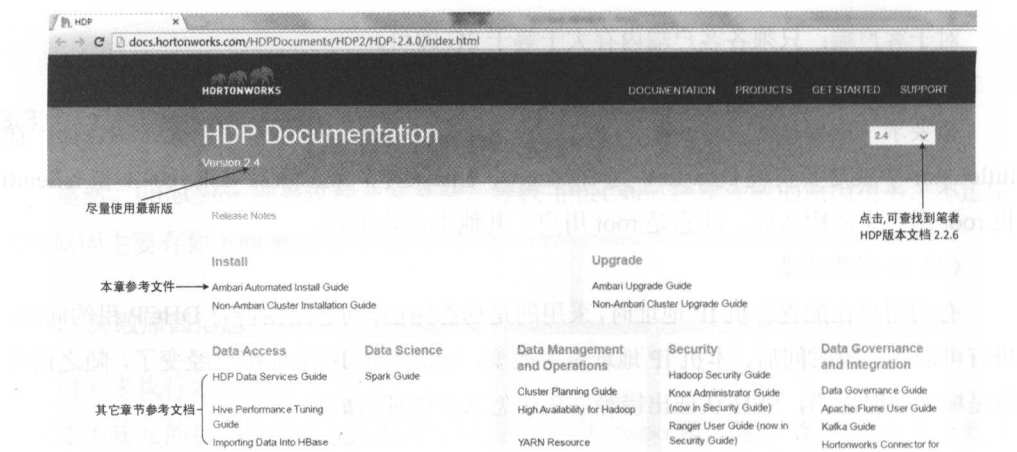 HDP
docs.hortonworks.com/HDPDocuments/HDP2/HDP-2.4.0/index.html
HORTONWORKS
DOCUMENTATION PRODUCTS GET STARTED SUPPORT
HDP Documentation
2.4
Version 2.4
尽量使用最新版
点击,可查找到笔者
HDP版本文档 2.2.6
Release Notes
Install
Upgrade
本章参考文件
Ambari Automated Install Guide
Ambari Upgrade Guide
Non-Ambari Cluster Installation Guide
Non-Ambari Cluster Upgrade Guide
其它章节参考文档
Data Access
HDP Data Services Guide
Hive Performance Tuning
Guide
Importing Data Into HBase
Data Science
Spark Guide
Data Management
and Operations
Cluster Planning Guide
High Availability for Hadoop
YARN Resource
Security
Hadoop Security Guide
Knox Administrator Guide
(now in Security Guide)
Ranger User Guide (now in
Security Guide)
Data Governance
and Integration
Data Governance Guide
Apache Flume User Guide
Kafka Guide
Hortonworks Connector for